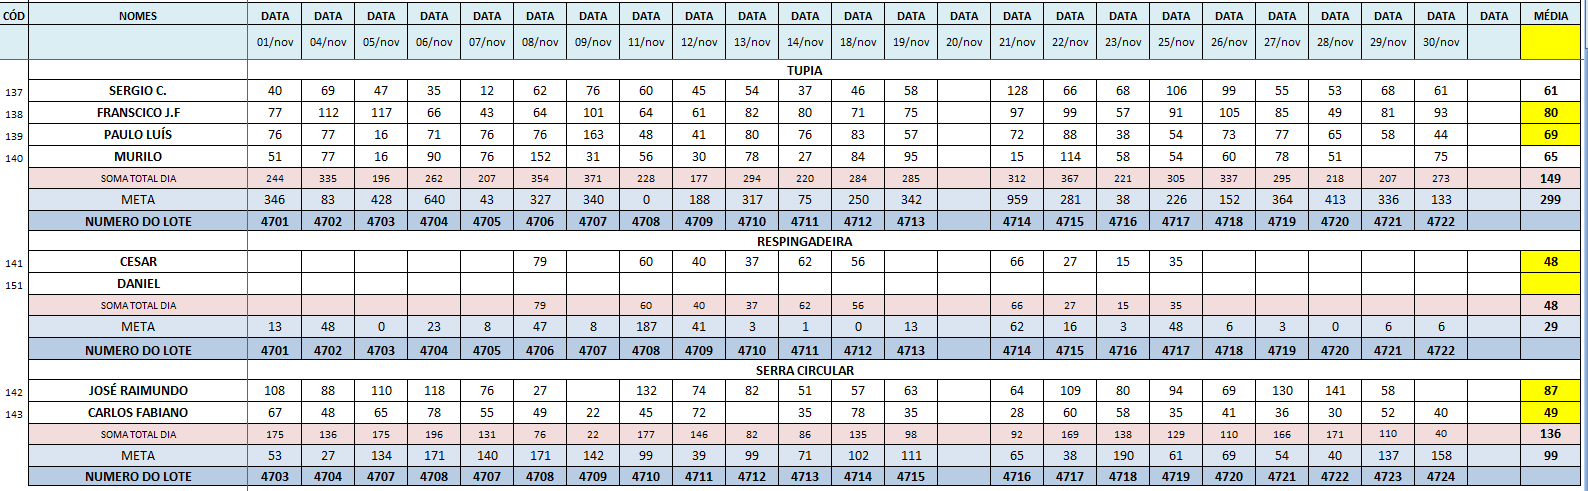 CÓD NOMES DATA DATA DATA DATA DATA DATA DATA DATA DATA DATA DATA DATA DATA DATA DATA DATA DATA DATA DATA DATA DATA DATA DATA DATA MÉDIA
01/nov 04/nov 05/nov 06/nov 07/nov 08/nov 09/nov 11/nov 12/nov 13/nov 14/nov 18/nov 19/nov 20/nov 21/nov 22/nov 23/nov 25/nov 26/nov 27/nov 28/nov 29/nov 30/nov
TUPIA
137 SERGIO C. 40 69 47 35 12 62 76 60 45 54 37 46 58 128 66 68 106 99 55 53 68 61 61
138 FRANSCICO J.F 77 112 117 66 43 64 101 64 61 82 80 71 75 97 99 57 91 105 85 49 81 93 80
139 PAULO LUÍS 76 77 16 71 76 76 163 48 41 80 76 83 57 72 88 38 54 73 77 65 58 44 69
140 MURILO 51 77 16 90 76 152 31 56 30 78 27 84 95 15 114 58 54 60 78 51 75 65
SOMA TOTAL DIA 244 335 196 262 207 354 371 228 177 294 220 284 285 312 367 221 305 337 295 218 207 273 149
META 346 83 428 640 43 327 340 0 188 317 75 250 342 959 281 38 226 152 364 413 336 133 299
NUMERO DO LOTE 4701 4702 4703 4704 4705 4706 4707 4708 4709 4710 4711 4712 4713 4714 4715 4716 4717 4718 4719 4720 4721 4722
RESPINGADEIRA
141 CESAR 79 60 40 37 62 56 66 27 15 35 48
151 DANIEL
SOMA TOTAL DIA 79 60 40 37 62 56 66 27 15 35 48
META 13 48 0 23 8 47 8 187 41 3 1 0 13 62 16 3 48 6 3 0 6 6 29
NUMERO DO LOTE 4701 4702 4703 4704 4705 4706 4707 4708 4709 4710 4711 4712 4713 4714 4715 4716 4717 4718 4719 4720 4721 4722
SERRA CIRCULAR
142 JOSÉ RAIMUNDO 108 88 110 118 76 27 132 74 82 51 57 63 64 109 80 94 69 130 141 58 87
143 CARLOS FABIANO 67 48 65 78 55 49 22 45 72 35 78 35 28 60 58 35 41 36 30 52 40 49
SOMA TOTAL DIA 175 136 175 196 131 76 22 177 146 82 86 135 98 92 169 138 129 110 166 171 110 40 136
META 53 27 134 171 140 171 142 99 39 99 71 102 111 65 38 190 61 69 54 40 137 158 99
NUMERO DO LOTE 4703 4704 4707 4708 4707 4708 4709 4710 4711 4712 4713 4714 4715 4716 4717 4718 4719 4720 4721 4722 4723 4724